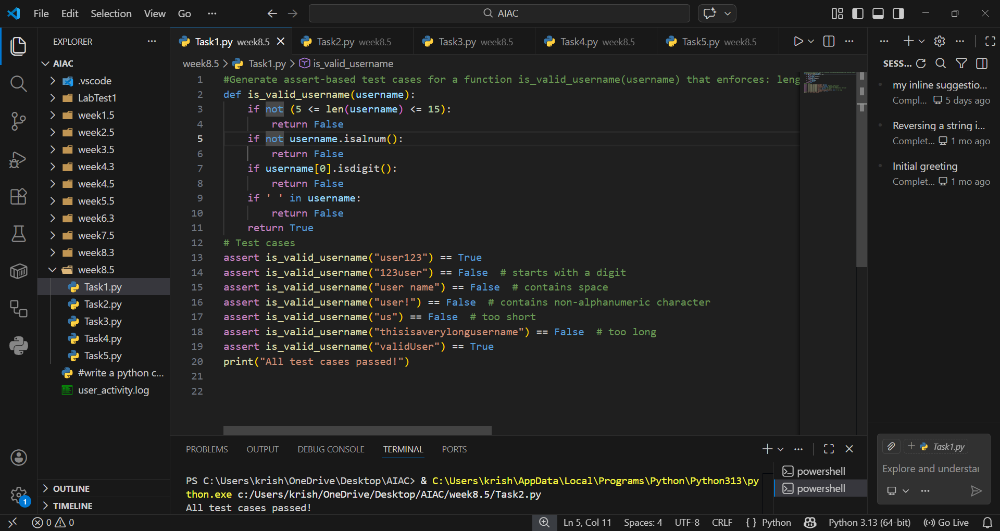 File Edit Selection View Go ··· AIAC
EXPLORER ···
AIAC
.vscode
LabTest1
week1.5
week2.5
week3.5
week4.3
week4.5
week5.5
week6.3
week7.5
week8.3
week8.5
Task1.py
Task2.py
Task3.py
Task4.py
Task5.py
#write a python c...
user_activity.log
OUTLINE
TIMELINE
Task1.py week8.5 Task2.py week8.5 Task3.py week8.5 Task4.py week8.5 Task5.py week8.5
week8.5 > Task1.py > is_valid_username
1 #Generate assert-based test cases for a function is_valid_username(username) that enforces: leng
2 def is_valid_username(username):
3 if not (5 <= len(username) <= 15):
4 return False
5 if not username.isalnum():
6 return False
7 if username[0].isdigit():
8 return False
9 if ' ' in username:
10 return False
11 return True
12 # Test cases
13 assert is_valid_username("user123") == True
14 assert is_valid_username("123user") == False # starts with a digit
15 assert is_valid_username("user name") == False # contains space
16 assert is_valid_username("user!") == False # contains non-alphanumeric character
17 assert is_valid_username("us") == False # too short
18 assert is_valid_username("thisisaverylongusername") == False # too long
19 assert is_valid_username("validUser") == True
20 print("All test cases passed!")
21
22
PROBLEMS OUTPUT DEBUG CONSOLE TERMINAL PORTS
PS C:\Users\krish\OneDrive\Desktop\AIAC> & C:\Users\krish\AppData\Local\Programs\Python\Python313\py
thon.exe c:/Users/krish/OneDrive/Desktop/AIAC/week8.5/Task2.py
All test cases passed!
powershell
powershell
SESS...
my inline suggestio...
Compl... 5 days ago
Reversing a string i...
Complet... 1 mo ago
Initial greeting
Complet... 1 mo ago
Task1.py
Explore and understa
1
0 0 Ln 5, Col 11 Spaces: 4 UTF-8 CRLF { } Python Python 3.13 (64-bit) Go Live